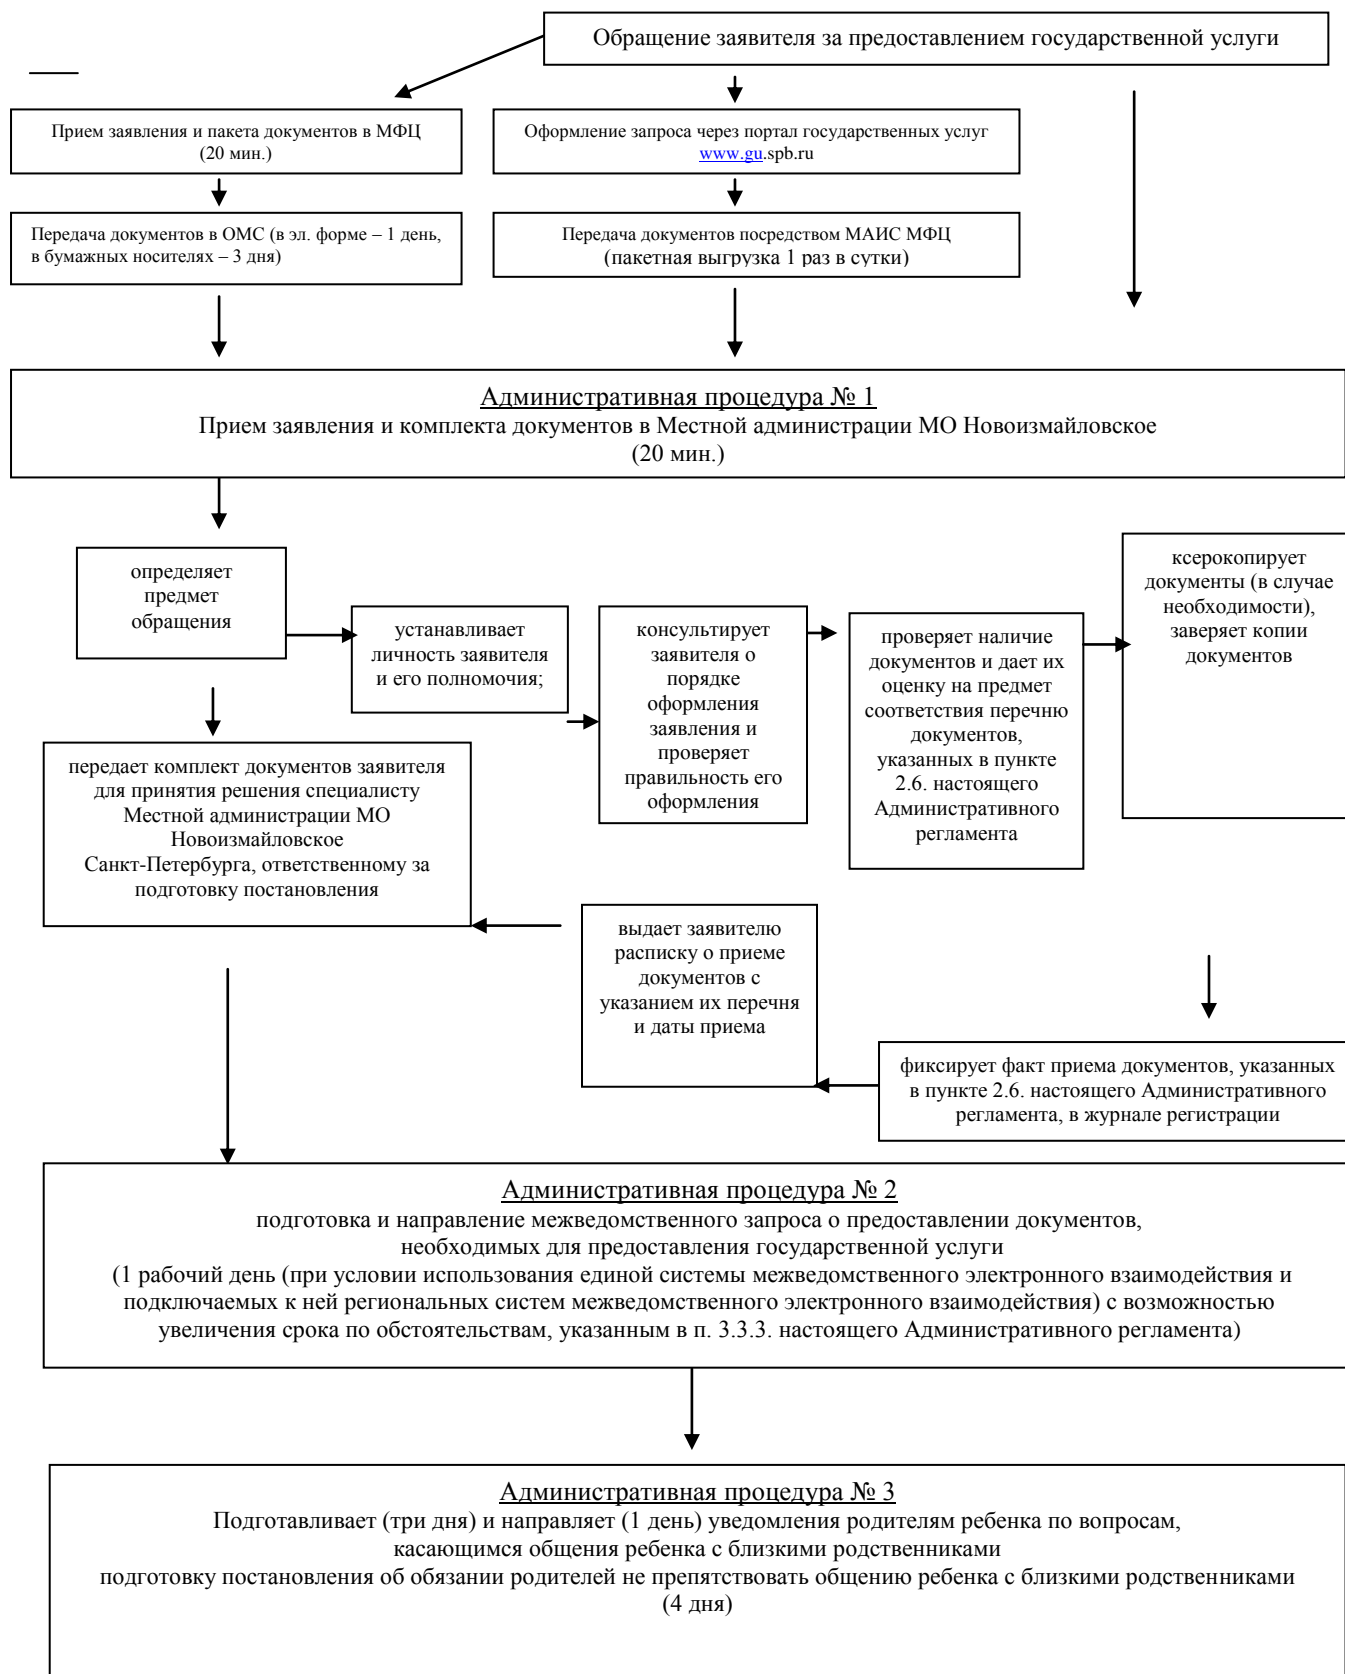 Обращение заявителя за предоставлением государственной услуги
Прием заявления и пакета документов в МФЦ
(20 мин.)
Оформление запроса через портал государственных услуг
www.gu.spb.ru
Передача документов в ОМС (в эл. форме – 1 день,
в бумажных носителях – 3 дня)
Передача документов посредством МАИС МФЦ
(пакетная выгрузка 1 раз в сутки)
Административная процедура № 1
Прием заявления и комплекта документов в Местной администрации МО Новоизмайловское
(20 мин.)
определяет
предмет
обращения
устанавливает
личность заявителя
и его полномочия;
консультирует
заявителя о
порядке
оформления
заявления и
проверяет
правильность его
оформления
проверяет наличие
документов и дает их
оценку на предмет
соответствия перечню
документов,
указанных в пункте
2.6. настоящего
Административного
регламента
ксерокопирует
документы (в случае
необходимости),
заверяет копии
документов
передает комплект документов заявителя
для принятия решения специалисту
Местной администрации МО
Новоизмайловское
Санкт-Петербурга, ответственному за
подготовку постановления
выдает заявителю
расписку о приеме
документов с
указанием их перечня
и даты приема
фиксирует факт приема документов, указанных
в пункте 2.6. настоящего Административного
регламента, в журнале регистрации
Административная процедура № 2
подготовка и направление межведомственного запроса о предоставлении документов,
необходимых для предоставления государственной услуги
(1 рабочий день (при условии использования единой системы межведомственного электронного взаимодействия и
подключаемых к ней региональных систем межведомственного электронного взаимодействия) с возможностью
увеличения срока по обстоятельствам, указанным в п. 3.3.3. настоящего Административного регламента)
Административная процедура № 3
Подготавливает (три дня) и направляет (1 день) уведомления родителям ребенка по вопросам,
касающимся общения ребенка с близкими родственниками
подготовку постановления об обязании родителей не препятствовать общению ребенка с близкими родственниками
(4 дня)